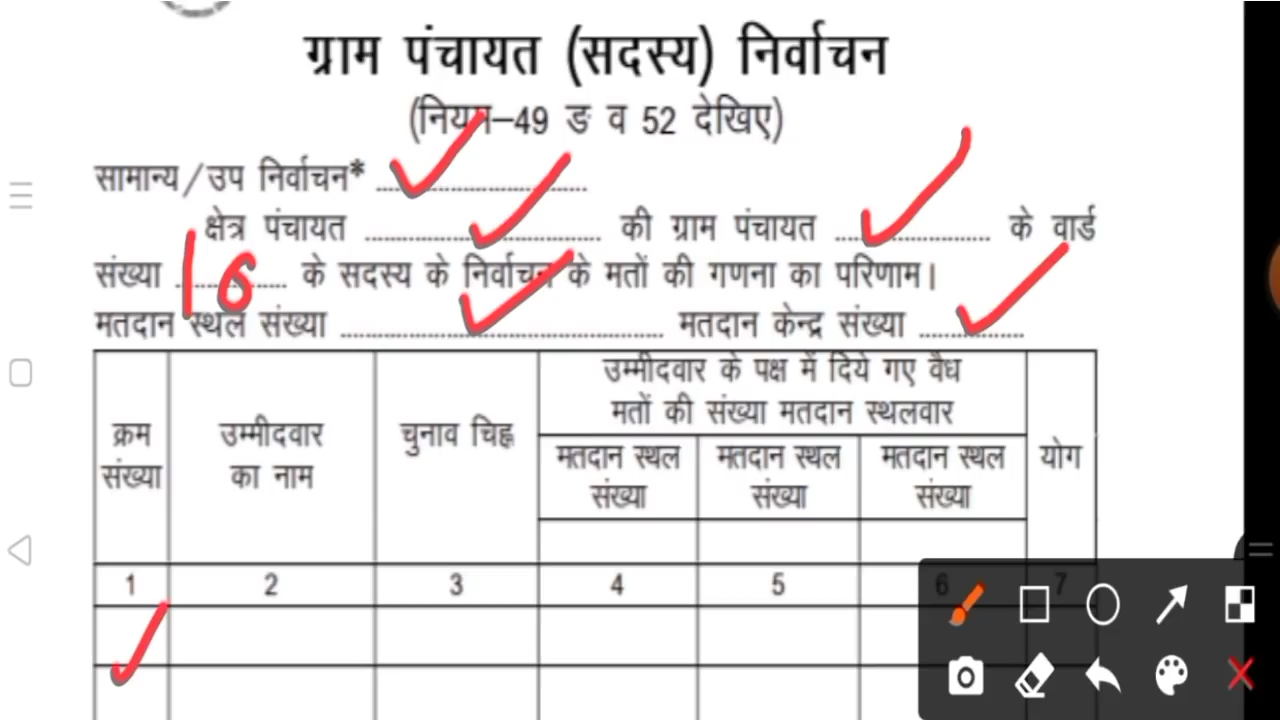 ग्राम पंचायत (सदस्य) निर्वाचन
(नियम–49 ङ व 52 देखिए)
सामान्य/उप निर्वाचन* ........................
क्षेत्र पंचायत ........................ की ग्राम पंचायत ................ के वार्ड
संख्या 16 के सदस्य के निर्वाचन के मतों की गणना का परिणाम।
मतदान स्थल संख्या ........................ मतदान केन्द्र संख्या ............
क्रम संख्या
उम्मीदवार का नाम
चुनाव चिह्न
उम्मीदवार के पक्ष में दिये गए वैध
मतों की संख्या मतदान स्थलवार
मतदान स्थल संख्या
मतदान स्थल संख्या
मतदान स्थल संख्या
योग
1 2 3 4 5 6 7